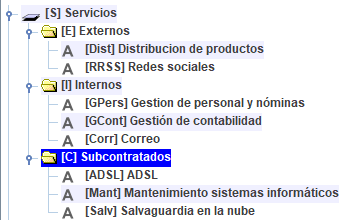 [S] Servicios
[E] Externos
[Dist] Distribucion de productos
[RRSS] Redes sociales
[I] Internos
[GPers] Gestion de personal y nóminas
[GCont] Gestión de contabilidad
[Corr] Correo
[C] Subcontratados
[ADSL] ADSL
[Mant] Mantenimiento sistemas informáticos
[Salv] Salvaguardia en la nube